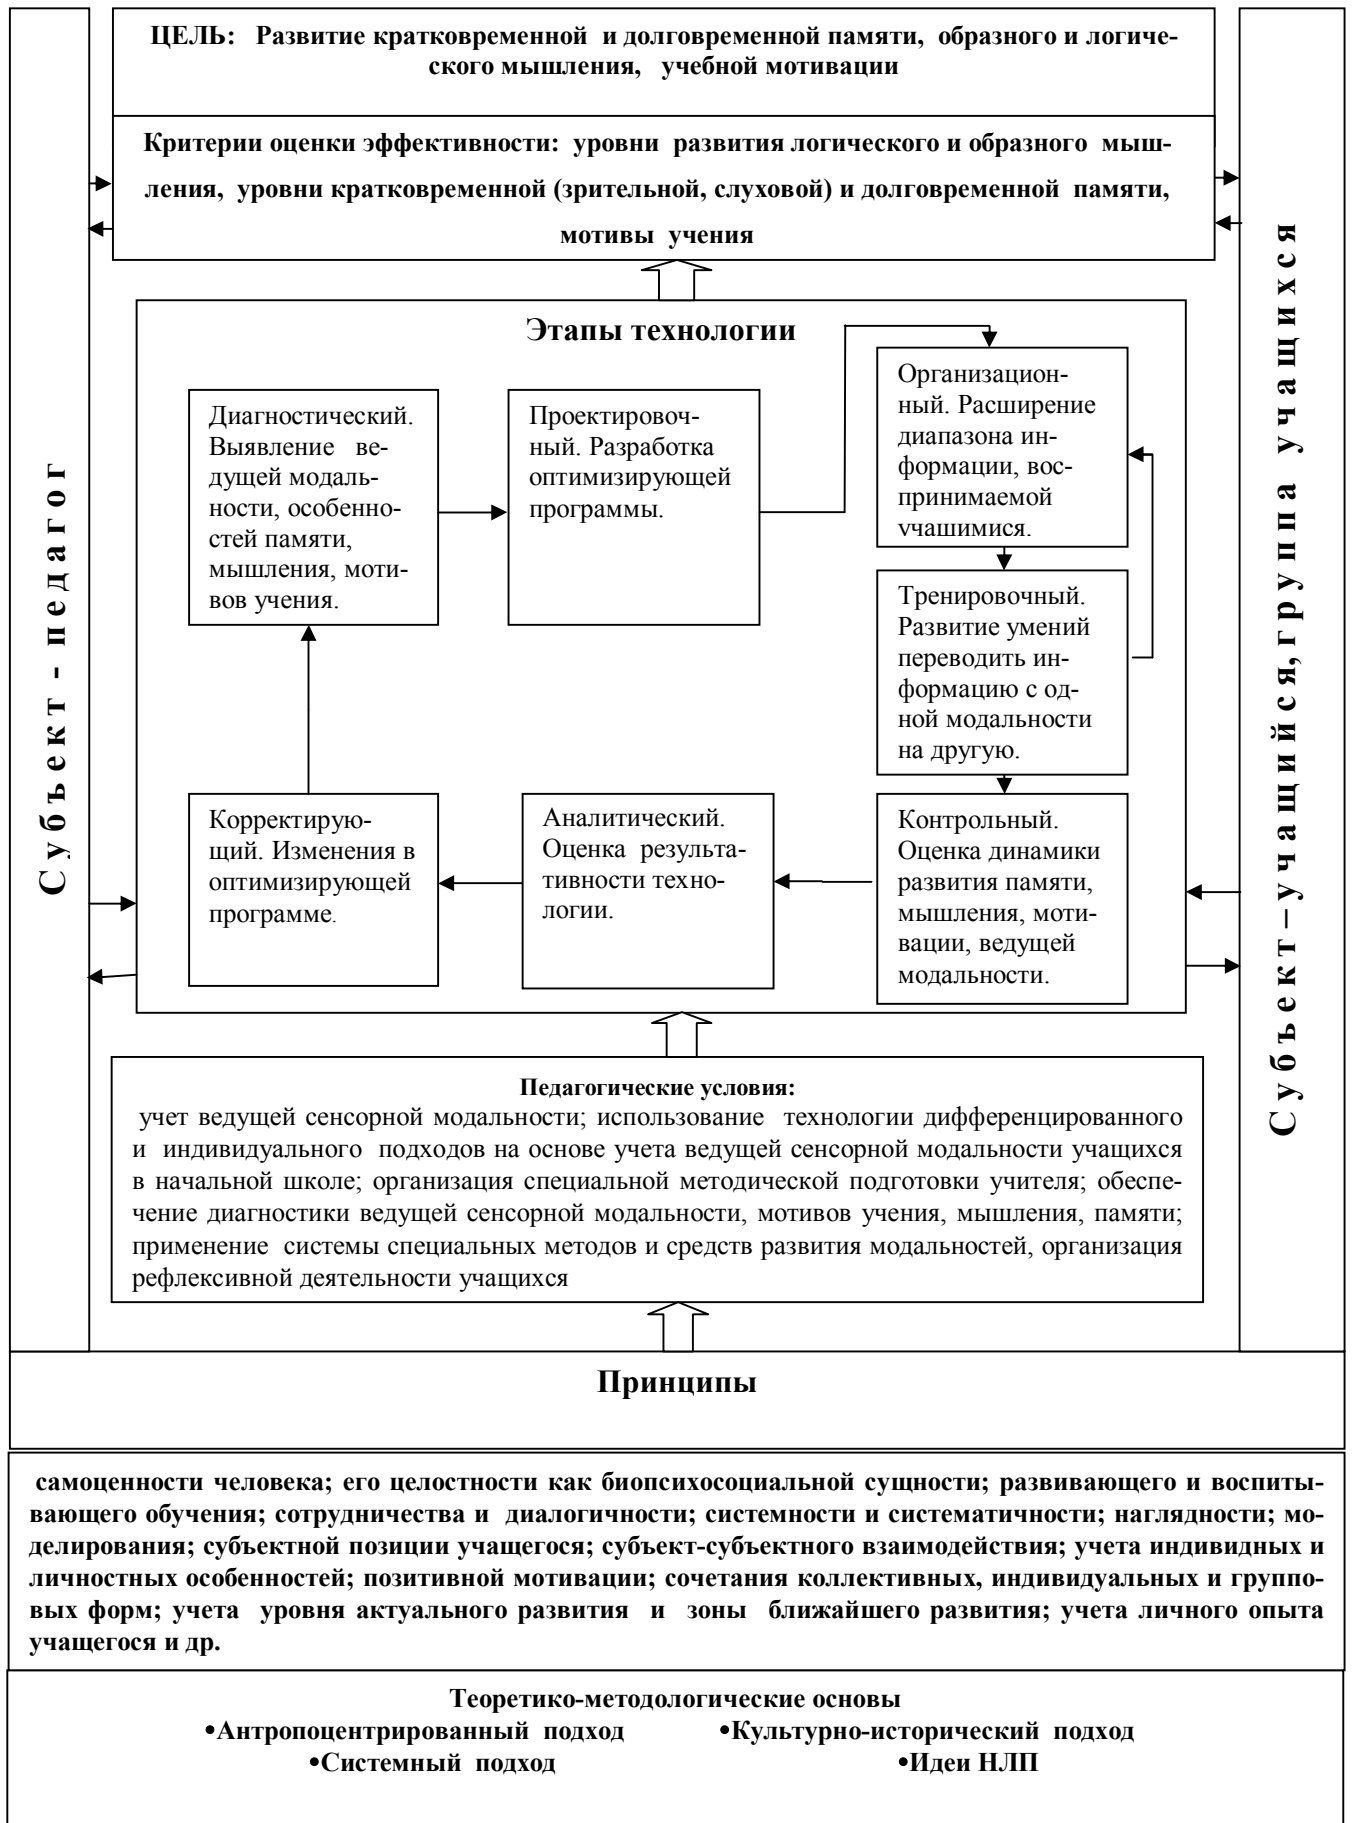 ЦЕЛЬ: Развитие кратковременной и долговременной памяти, образного и логиче-
ского мышления, учебной мотивации
Критерии оценки эффективности: уровни развития логического и образного мыш-
ления, уровни кратковременной (зрительной, слуховой) и долговременной памяти,
мотивы учения
Субъект - педагог
Этапы технологии
Диагностический.
Выявление ве-
дущей модаль-
ности, особенно-
стей памяти,
мышления, моти-
вов учения.
Проектировоч-
ный. Разработка
оптимизирующей
программы.
Организацион-
ный. Расширение
диапазона ин-
формации, вос-
принимаемой
учащимися.
Тренировочный.
Развитие умений
переводить ин-
формацию с од-
ной модальности
на другую.
Контрольный.
Оценка динамики
развития памяти,
мышления, моти-
вации, ведущей
модальности.
Аналитический.
Оценка результа-
тивности техно-
логии.
Корректирую-
щий. Изменения в
оптимизирующей
программе.
Субъект–учащийся, группа учащихся
Педагогические условия:
учет ведущей сенсорной модальности; использование технологии дифференцированного
и индивидуального подходов на основе учета ведущей сенсорной модальности учащихся
в начальной школе; организация специальной методической подготовки учителя; обеспе-
чение диагностики ведущей сенсорной модальности, мотивов учения, мышления, памяти;
применение системы специальных методов и средств развития модальностей, организация
рефлексивной деятельности учащихся
Принципы
самоценности человека; его целостности как биопсихосоциальной сущности; развивающего и воспиты-
вающего обучения; сотрудничества и диалогичности; системности и систематичности; наглядности; мо-
делирования; субъектной позиции учащегося; субъект-субъектного взаимодействия; учета индивидных и
личностных особенностей; позитивной мотивации; сочетания коллективных, индивидуальных и группо-
вых форм; учета уровня актуального развития и зоны ближайшего развития; учета личного опыта
учащегося и др.
Теоретико-методологические основы
•Антропоцентрированный подход •Культурно-исторический подход
•Системный подход •Идеи НЛП